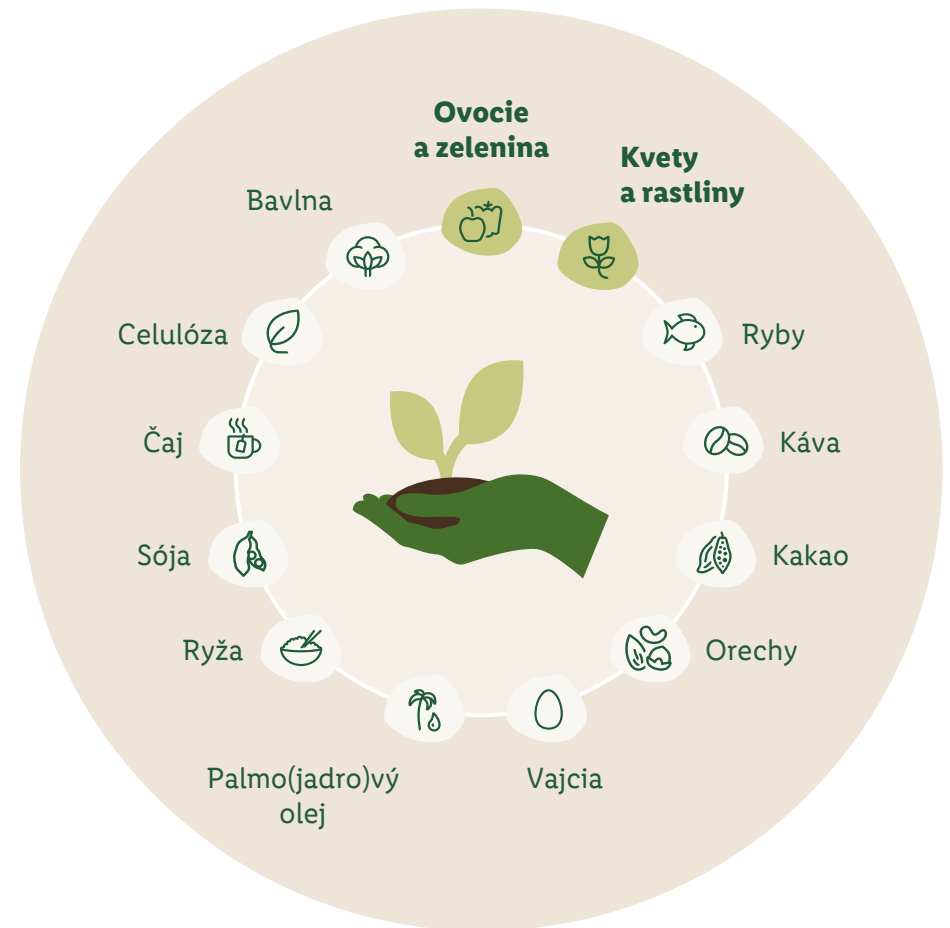 Ovocie
a zelenina
Kvety
a rastliny
Bavlna
Celulóza
Ryby
Čaj
Káva
Sója
Kakao
Ryža
Orechy
Palmo(jadro)vý
olej
Vajcia